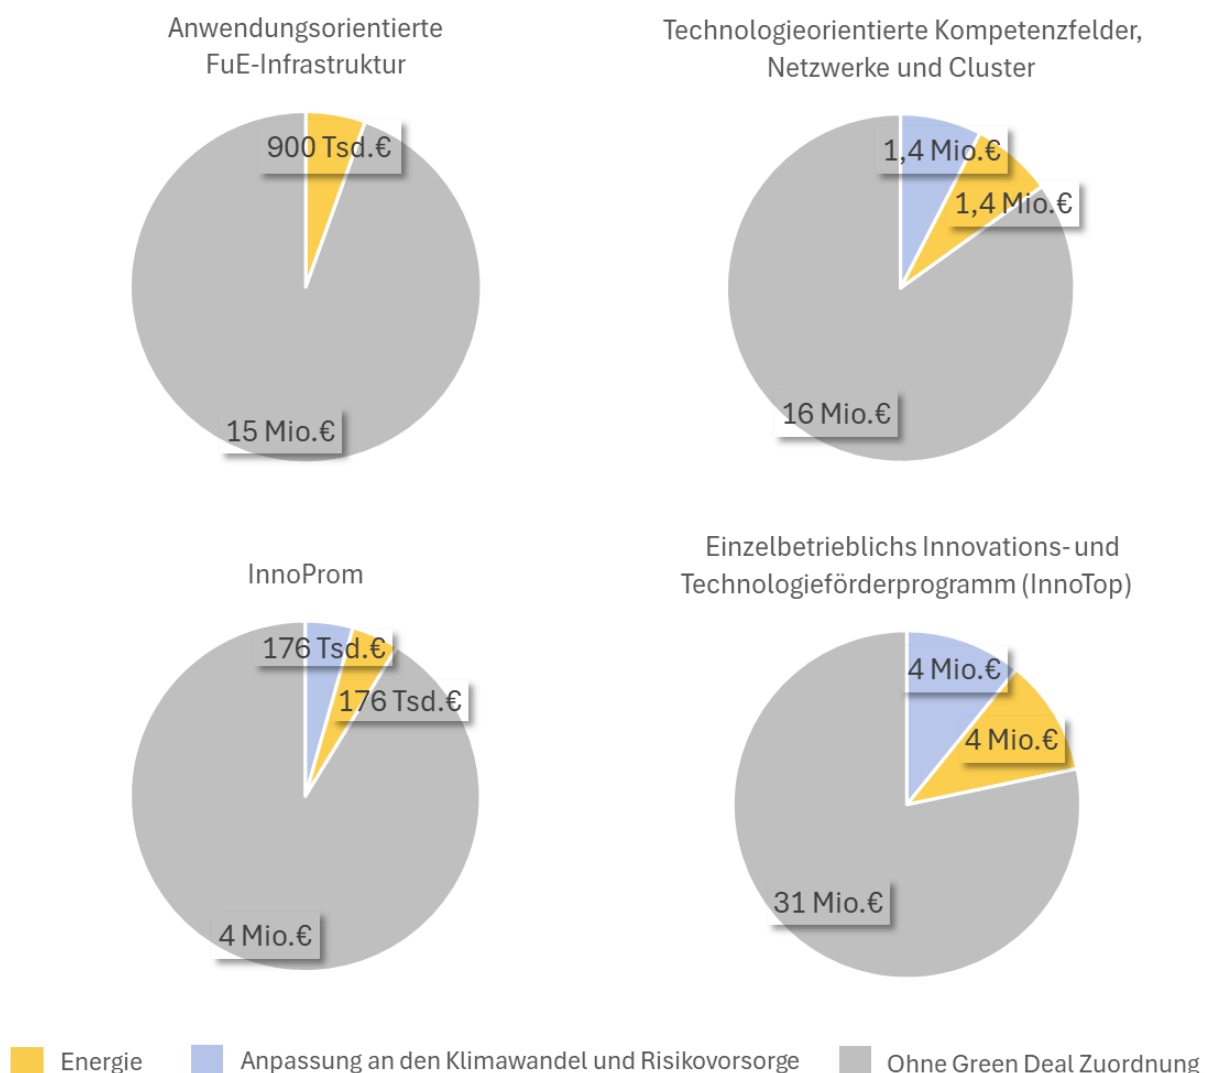 Anwendungsorientierte
FuE-Infrastruktur
900 Tsd.€
15 Mio.€
Technologieorientierte Kompetenzfelder,
Netzwerke und Cluster
1,4 Mio.€
1,4 Mio.€
16 Mio.€
InnoProm
176 Tsd.€
176 Tsd.€
4 Mio.€
Einzelbetrieblichs Innovations- und
Technologieförderprogramm (InnoTop)
4 Mio.€
4 Mio.€
31 Mio.€
Energie
Anpassung an den Klimawandel und Risikovorsorge
Ohne Green Deal Zuordnung